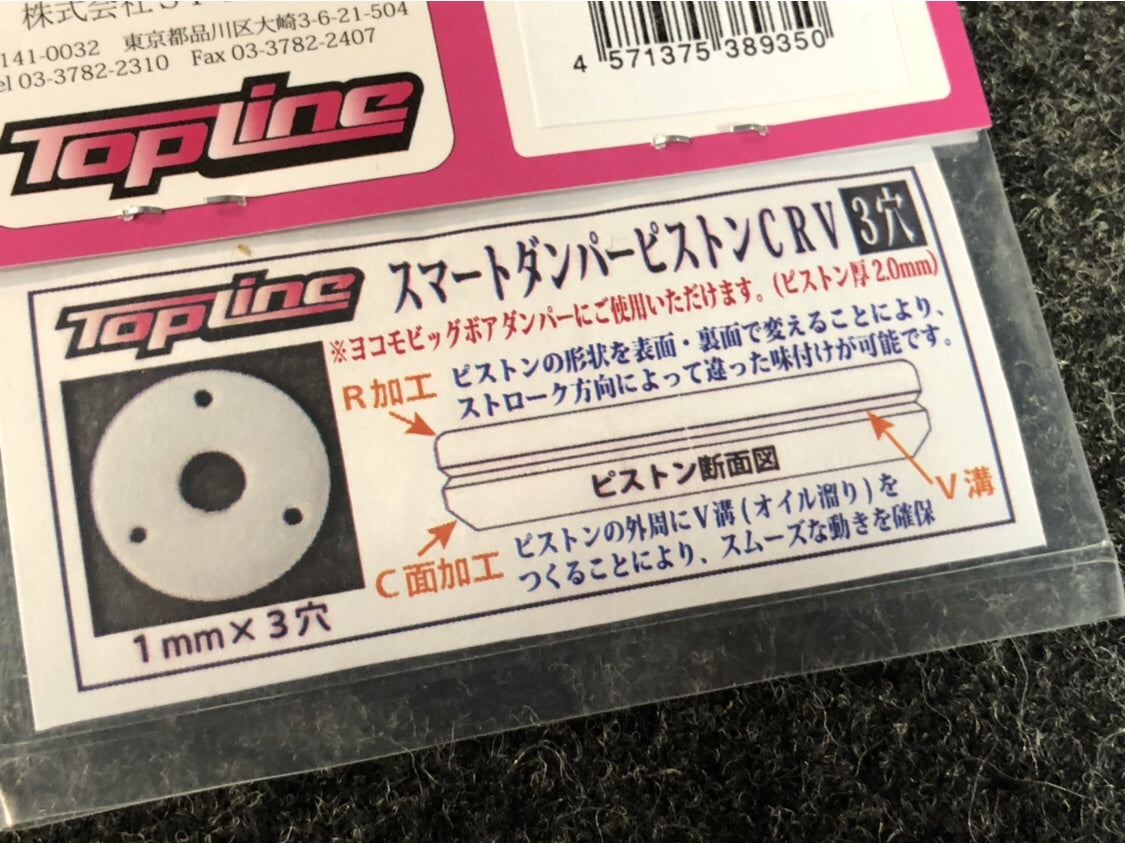 株式会社
141-0032 東京都品川区大崎3-6-21-504
el 03-3782-2310 Fax 03-3782-2407
TopLine
4 571375 389350
TopLine
スマートダンパーピストンCRV 3穴
※ヨコモビッグボアダンパーにご使用いただけます。(ピストン厚2.0mm)
ピストンの形状を表面・裏面で変えることにより、
ストローク方向によって違った味付けが可能です。
R加工
ピストン断面図
V溝
C面加工
ピストンの外周にV溝(オイル溜り)を
つくることにより、スムーズな動きを確保
1mm×3穴